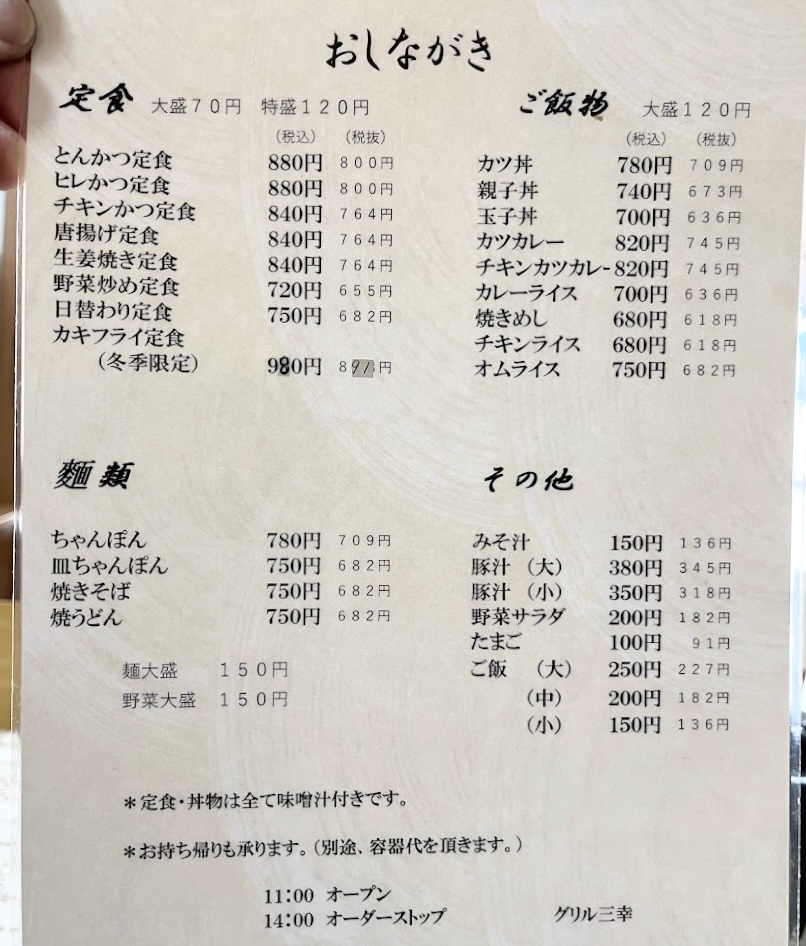 おしながき
定食 大盛70円 特盛120円
(税込) (税抜)
とんかつ定食 880円 800円
ヒレかつ定食 880円 800円
チキンかつ定食 840円 764円
唐揚げ定食 840円 764円
生姜焼き定食 840円 764円
野菜炒め定食 720円 655円
日替わり定食 750円 682円
カキフライ定食
(冬季限定) 980円 円
ご飯物 大盛120円
(税込) (税抜)
カツ丼 780円 709円
親子丼 740円 673円
玉子丼 700円 636円
カツカレー 820円 745円
チキンカツカレー 820円 745円
カレーライス 700円 636円
焼きめし 680円 618円
チキンライス 680円 618円
オムライス 750円 682円
麵類
ちゃんぽん 780円 709円
皿ちゃんぽん 750円 682円
焼きそば 750円 682円
焼うどん 750円 682円
麺大盛 150円
野菜大盛 150円
その他
みそ汁 150円 136円
豚汁 (大) 380円 345円
豚汁 (小) 350円 318円
野菜サラダ 200円 182円
たまご 100円 91円
ご飯 (大) 250円 227円
(中) 200円 182円
(小) 150円 136円
*定食・丼物は全て味噌汁付きです。
*お持ち帰りも承ります。(別途、容器代を頂きます。)
11:00 オープン
14:00 オーダーストップ グリル三幸